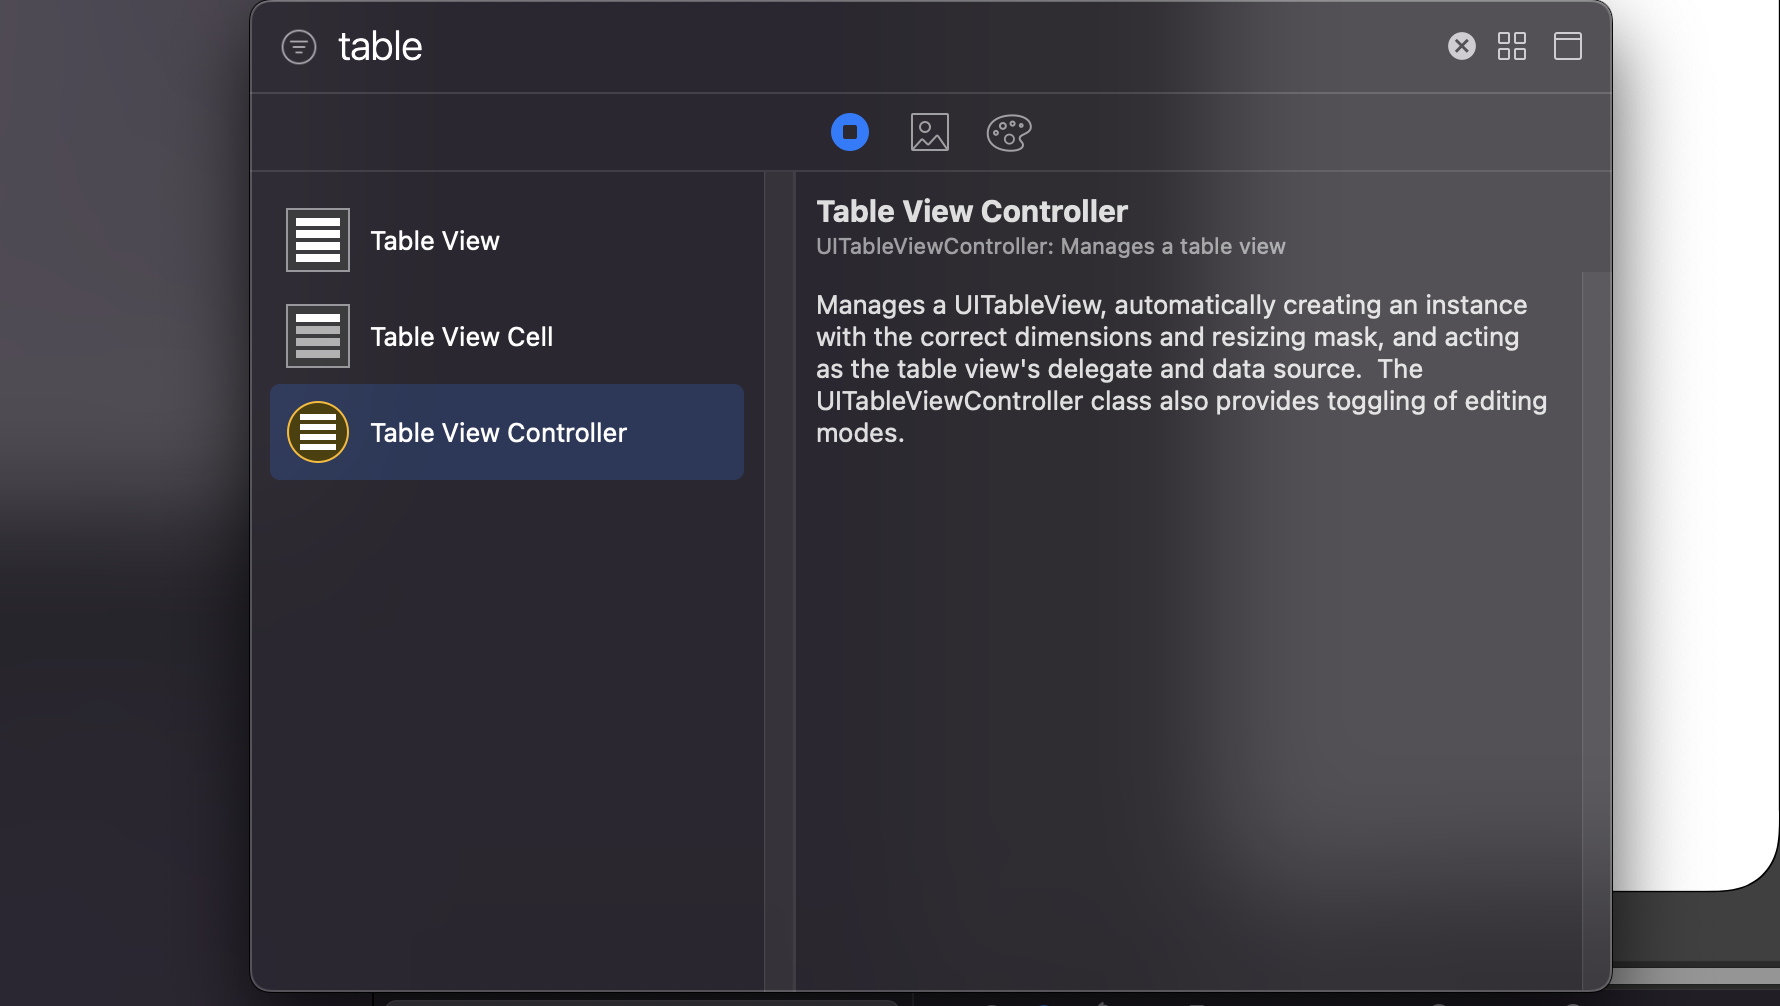 table
Table View
Table View Cell
Table View Controller
Table View Controller
UITableViewController: Manages a table view
Manages a UITableView, automatically creating an instance
with the correct dimensions and resizing mask, and acting
as the table view's delegate and data source.  The
UITableViewController class also provides toggling of editing
modes.